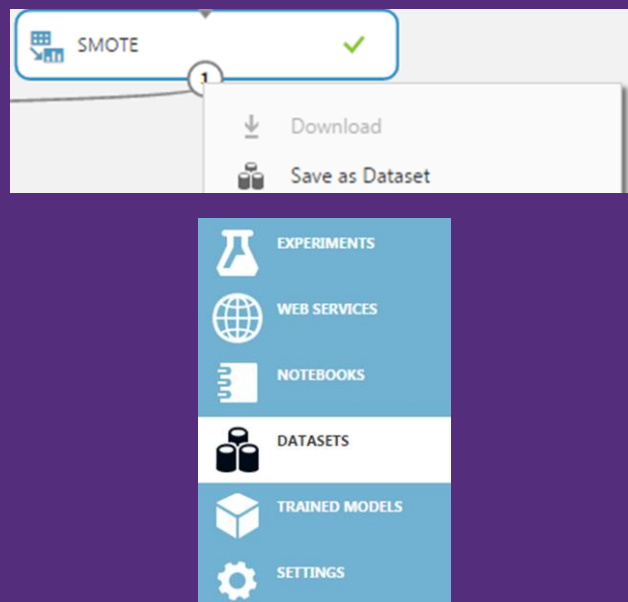 SMOTE
1
Download
Save as Dataset
EXPERIMENTS
WEB SERVICES
NOTEBOOKS
DATASETS
TRAINED MODELS
SETTINGS